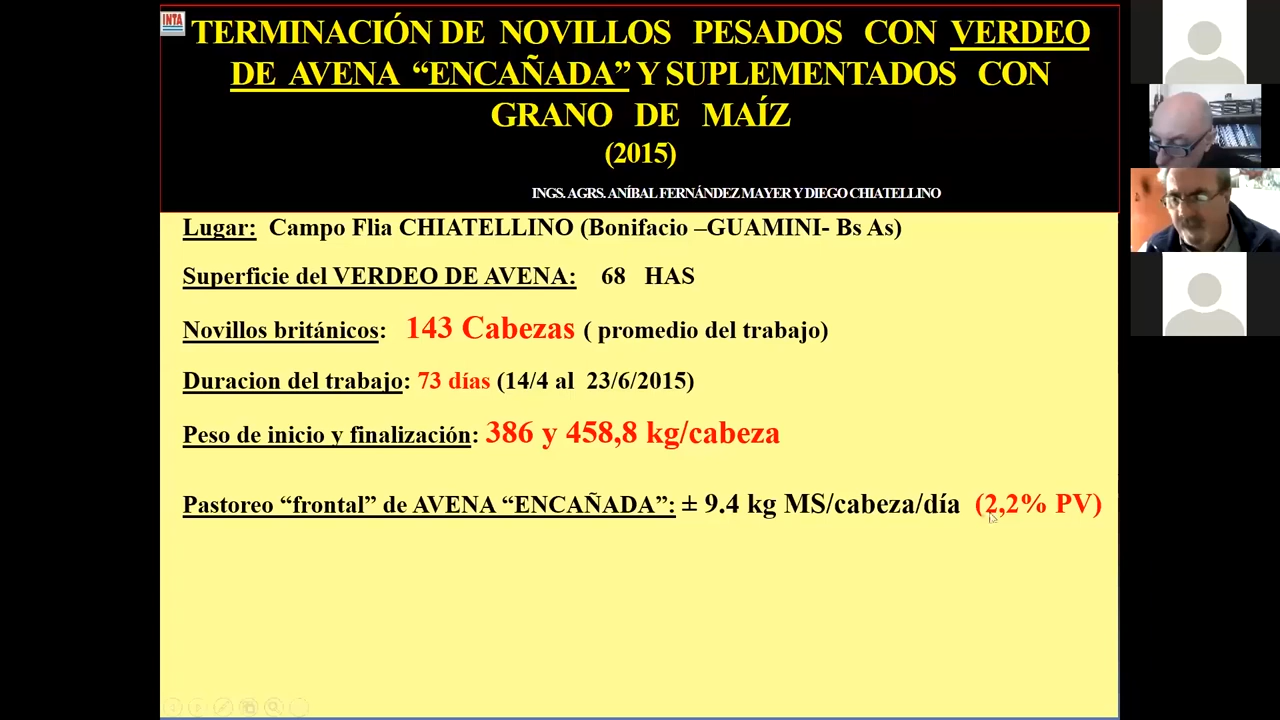 INTA
TERMINACIÓN DE NOVILLOS PESADOS CON VERDEO
DE AVENA “ENCAÑADA” Y SUPLEMENTADOS CON
GRANO DE MAÍZ
(2015)
INGS. AGRS. ANÍBAL FERNÁNDEZ MAYER Y DIEGO CHIATELLINO
Lugar: Campo Flia CHIATELLINO (Bonifacio –GUAMINI- Bs As)
Superficie del VERDEO DE AVENA: 68 HAS
Novillos británicos: 143 Cabezas ( promedio del trabajo)
Duracion del trabajo: 73 días (14/4 al 23/6/2015)
Peso de inicio y finalización: 386 y 458,8 kg/cabeza
Pastoreo “frontal” de AVENA “ENCAÑADA”: ± 9.4 kg MS/cabeza/día (2,2% PV)